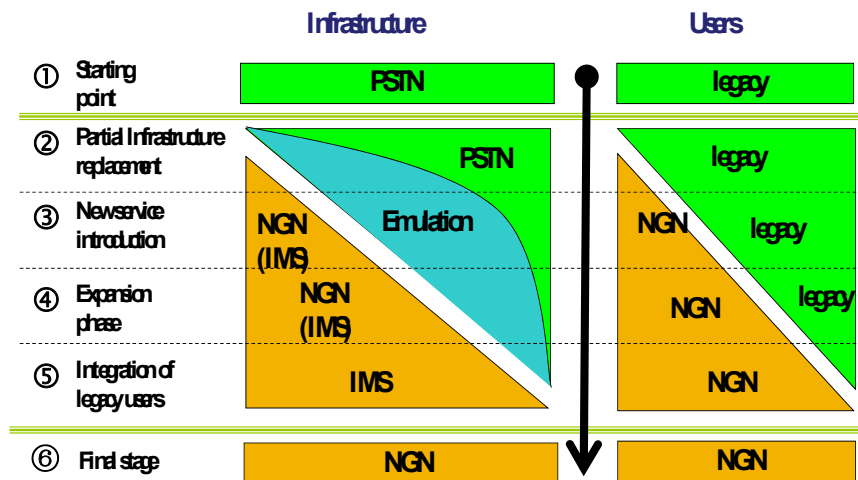 Infrastructure Users
① Starting point PSTN legacy
② Partial Infrastructure replacement PSTN legacy
③ New service introduction NGN (IMS) Emulation NGN legacy
④ Expansion phase NGN (IMS) NGN legacy
⑤ Integration of legacy users IMS NGN
⑥ Final stage NGN NGN